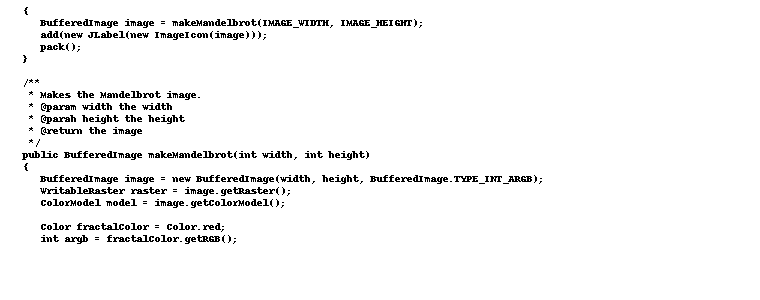 {
BufferedImage image = makeMandelbrot(IMAGE_WIDTH, IMAGE_HEIGHT);
add(new JLabel(new ImageIcon(image)));
pack();
}
/**
* Makes the Mandelbrot image.
* @param width the width
* @parah height the height
* @return the image
*/
public BufferedImage makeMandelbrot(int width, int height)
{
BufferedImage image = new BufferedImage(width, height, BufferedImage.TYPE_INT_ARGB);
WritableRaster raster = image.getRaster();
ColorModel model = image.getColorModel();
Color fractalColor = Color.red;
int argb = fractalColor.getRGB();